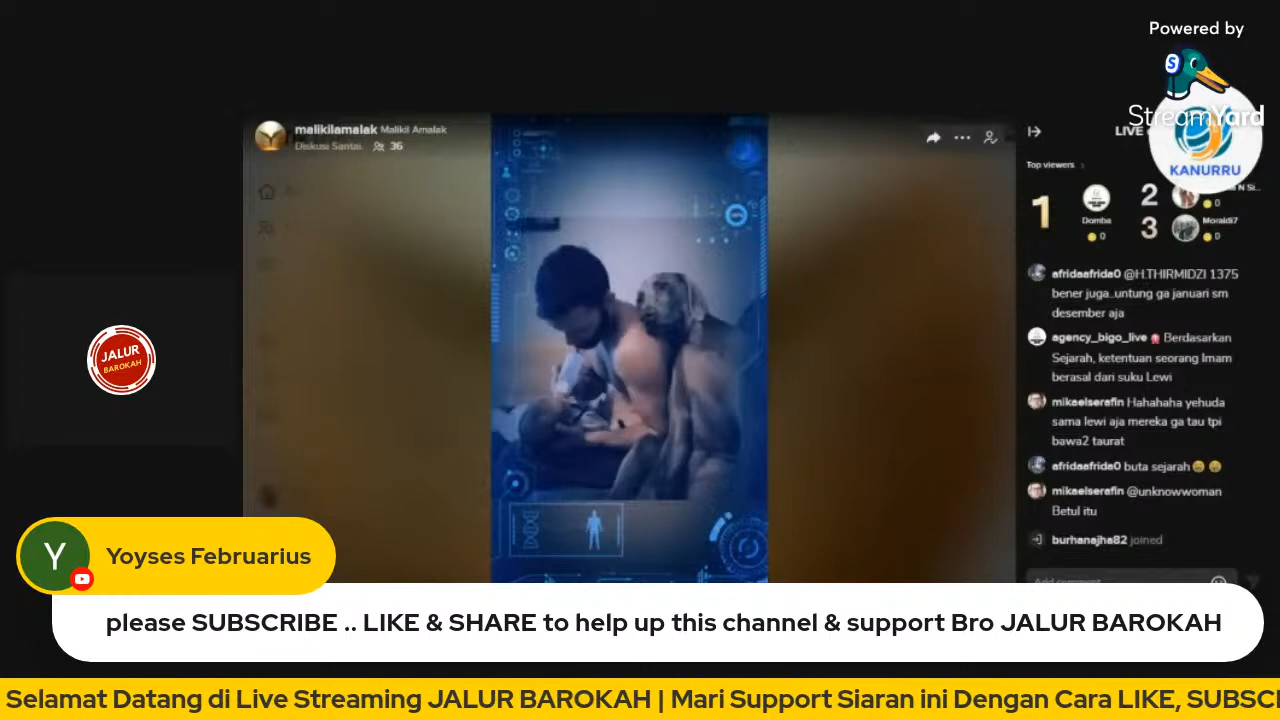 Powered by
StreamYard
malikilamalak Malikil Amalak
Diskusi Santai 36
LIVE
KANURRU
Top viewers
1
Domba
0
2
0
3
Moraldi7
0
afridaafrida0 @H.THIRMIDZI 1375
bener juga..untung ga januari sm
desember aja
agency_bigo_live Berdasarkan
Sejarah, ketentuan seorang Imam
berasal dari suku Lewi
mikaelserafin Hahahaha yehuda
sama lewi aja mereka ga tau tpi
bawa2 taurat
afridaafrida0 buta sejarah
mikaelserafin @unknowwoman
Betul itu
burhanajha82 joined
Add comment
JALUR
BAROKAH
Y
Yoyses Februarius
please SUBSCRIBE .. LIKE & SHARE to help up this channel & support Bro JALUR BAROKAH
Selamat Datang di Live Streaming JALUR BAROKAH | Mari Support Siaran ini Dengan Cara LIKE, SUBSC